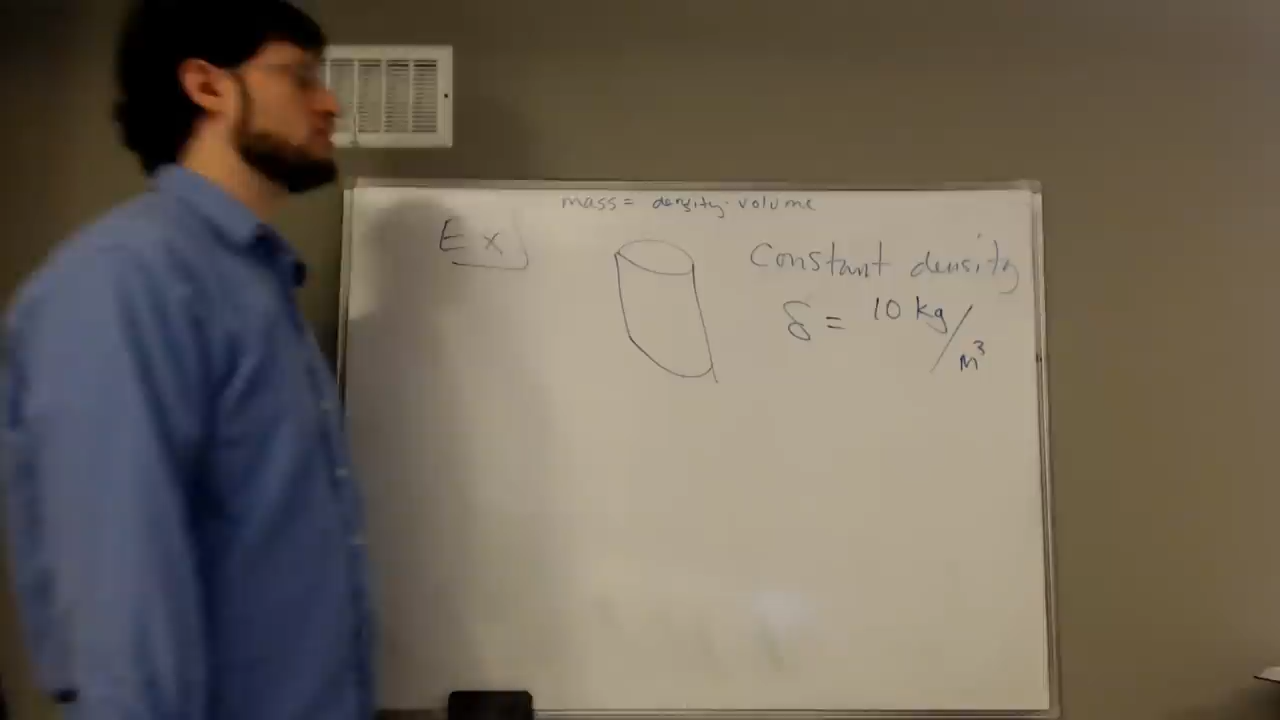 mass = density · volume
Ex
Constant density
δ = 10 kg/m³